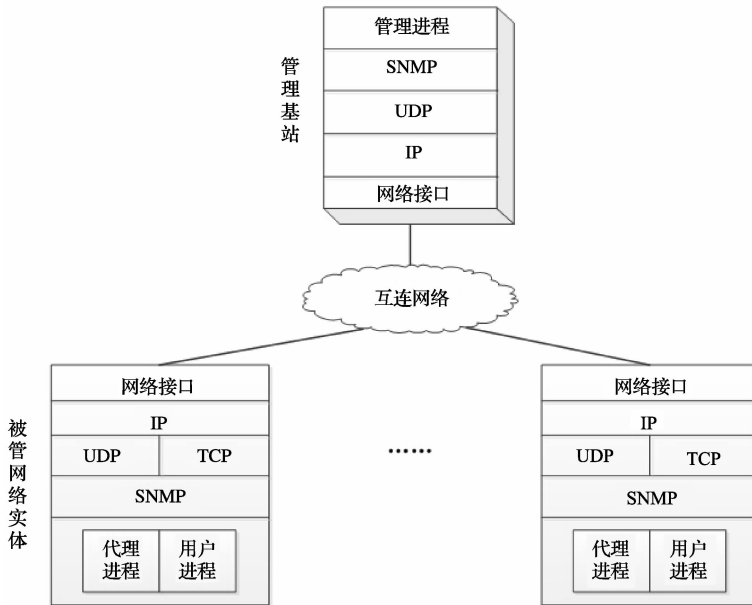 管理基站
管理进程
SNMP
UDP
IP
网络接口
互连网络
被管网络实体
网络接口
IP
UDP
TCP
SNMP
代理进程
用户进程
……
网络接口
IP
UDP
TCP
SNMP
代理进程
用户进程